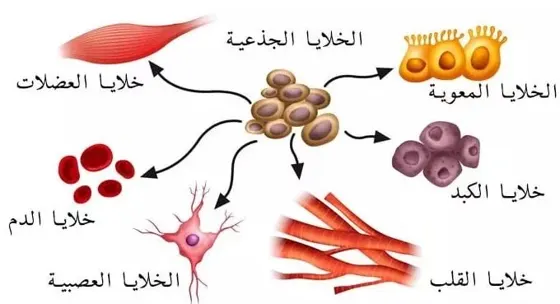 الخلايا الجذعية
خلايا العضلات
الخلايا المعوية
خلايا الكبد
خلايا الدم
الخلايا العصبية
خلايا القلب